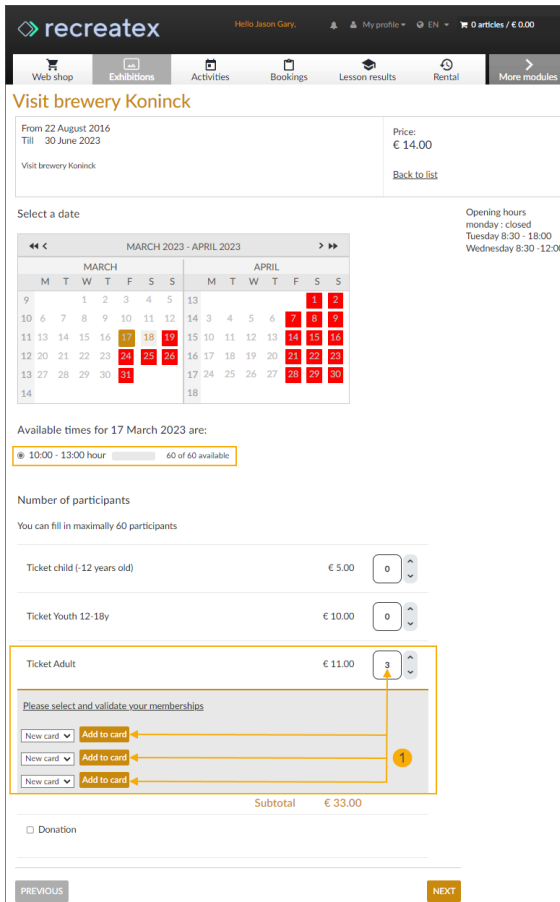 recreatex
Hello Jason Gary,
My profile
EN
0 articles / € 0.00
Web shop
Exhibitions
Activities
Bookings
Lesson results
Rental
More modules
Visit brewery Koninck
From 22 August 2016
Till 30 June 2023
Visit brewery Koninck
Price:
€ 14.00
Back to list
Select a date
Opening hours
monday : closed
Tuesday 8:30 - 18:00
Wednesday 8:30 -12:00
MARCH 2023 - APRIL 2023
MARCH APRIL
M T W T F S S M T W T F S S
9 1 2 3 4 5 13 1 2
10 6 7 8 9 10 11 12 14 3 4 5 6 7 8 9
11 13 14 15 16 17 18 19 15 10 11 12 13 14 15 16
12 20 21 22 23 24 25 26 16 17 18 19 20 21 22 23
13 27 28 29 30 31 17 24 25 26 27 28 29 30
14 18
Available times for 17 March 2023 are:
10:00 - 13:00 hour 60 of 60 available
Number of participants
You can fill in maximally 60 participants
Ticket child (-12 years old) € 5.00 0
Ticket Youth 12-18y € 10.00 0
Ticket Adult € 11.00 3
Please select and validate your memberships
New card Add to card
New card Add to card
1
New card Add to card
Subtotal € 33.00
Donation
PREVIOUS NEXT